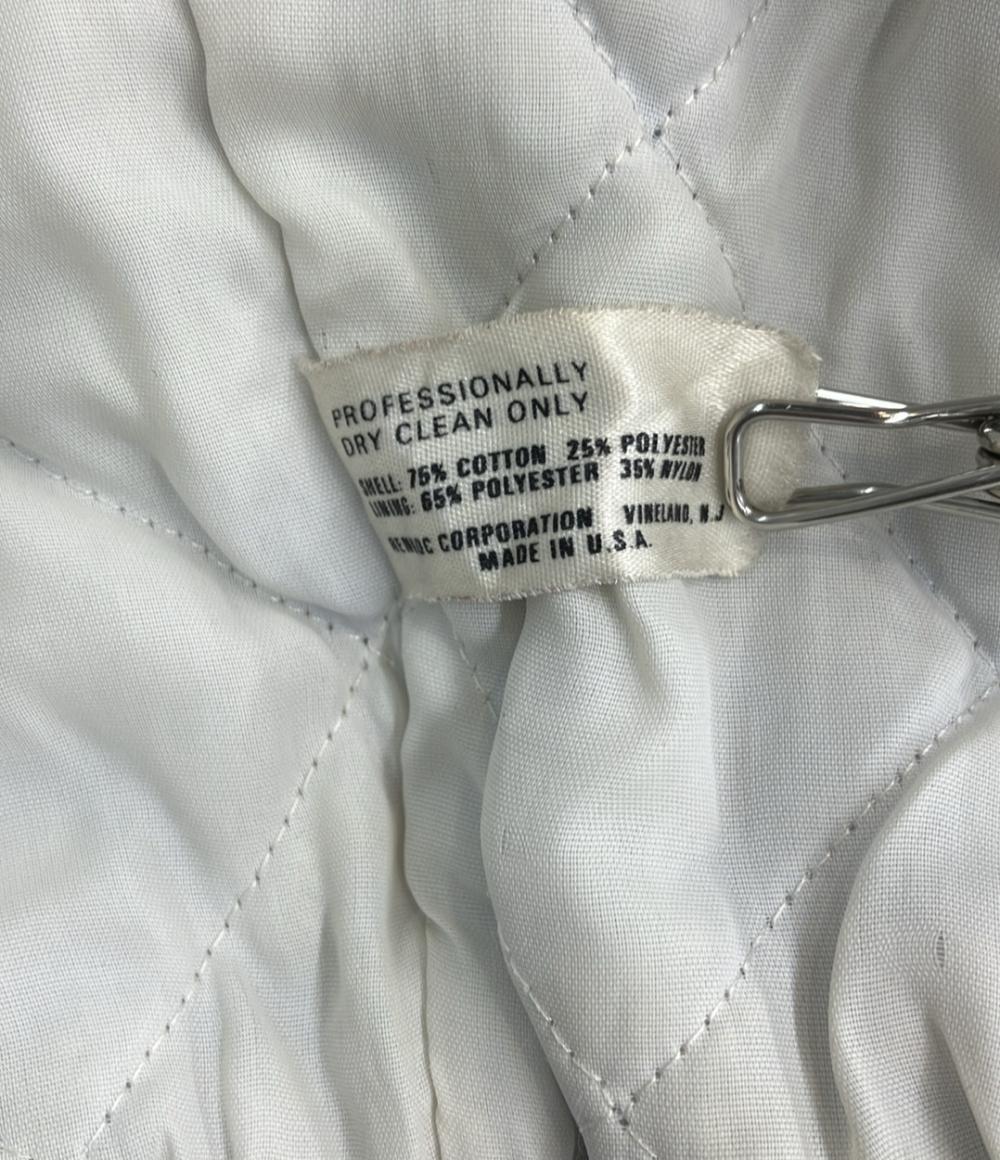 PROFESSIONALLY
DRY CLEAN ONLY
SHELL: 75% COTTON 25% POLYESTER
LINING: 65% POLYESTER 35% NYLON
CORPORATION VINELAND, N.J
MADE IN U.S.A.